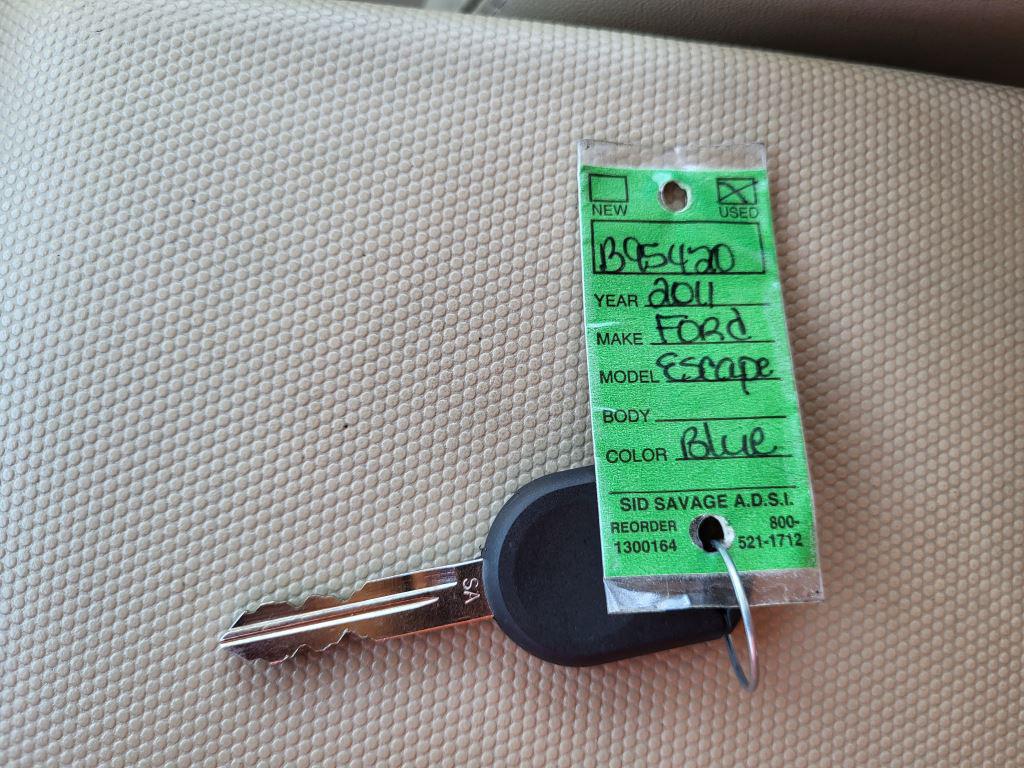 NEW USED
B95420
YEAR 2011
MAKE FORd
MODEL Escape
BODY
COLOR Blue
SID SAVAGE A.D.S.I.
REORDER 800-
1300164 521-1712
SA